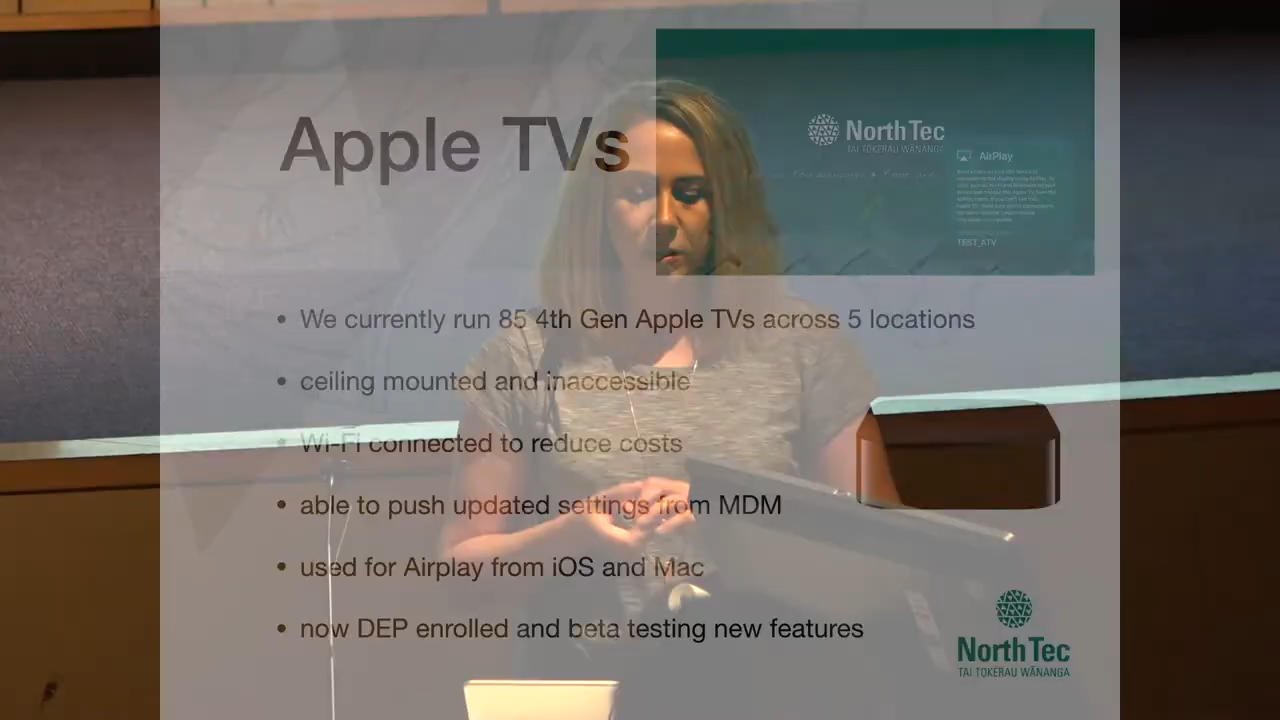 Apple TVs
North Tec
TAI TOKERAU WĀNANGA
AirPlay
TEST_ATV
• We currently run 85 4th Gen Apple TVs across 5 locations
• ceiling mounted and inaccessible
• Wi-Fi connected to reduce costs
• able to push updated settings from MDM
• used for Airplay from iOS and Mac
• now DEP enrolled and beta testing new features
North Tec
TAI TOKERAU WĀNANGA